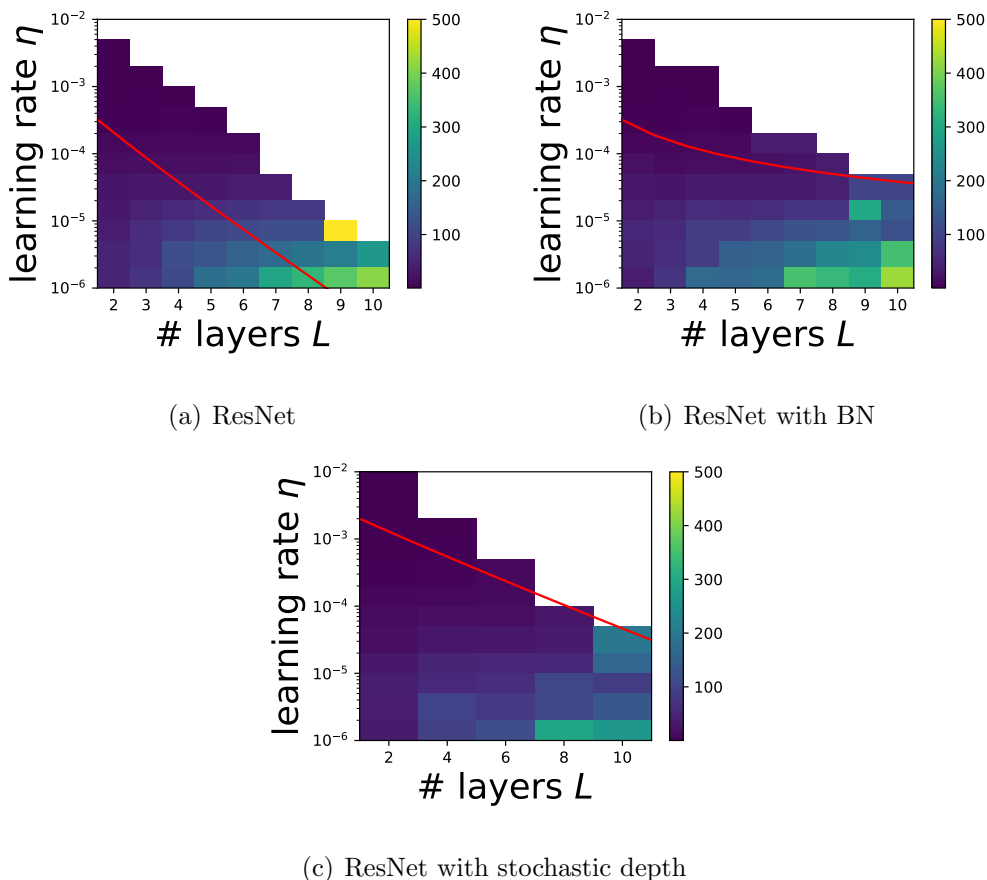 learning rate η
10⁻²
10⁻³
10⁻⁴
10⁻⁵
10⁻⁶
2 3 4 5 6 7 8 9 10
# layers L
500
400
300
200
100
(a) ResNet
learning rate η
10⁻²
10⁻³
10⁻⁴
10⁻⁵
10⁻⁶
2 3 4 5 6 7 8 9 10
# layers L
500
400
300
200
100
(b) ResNet with BN
learning rate η
10⁻²
10⁻³
10⁻⁴
10⁻⁵
10⁻⁶
2 4 6 8 10
# layers L
500
400
300
200
100
(c) ResNet with stochastic depth